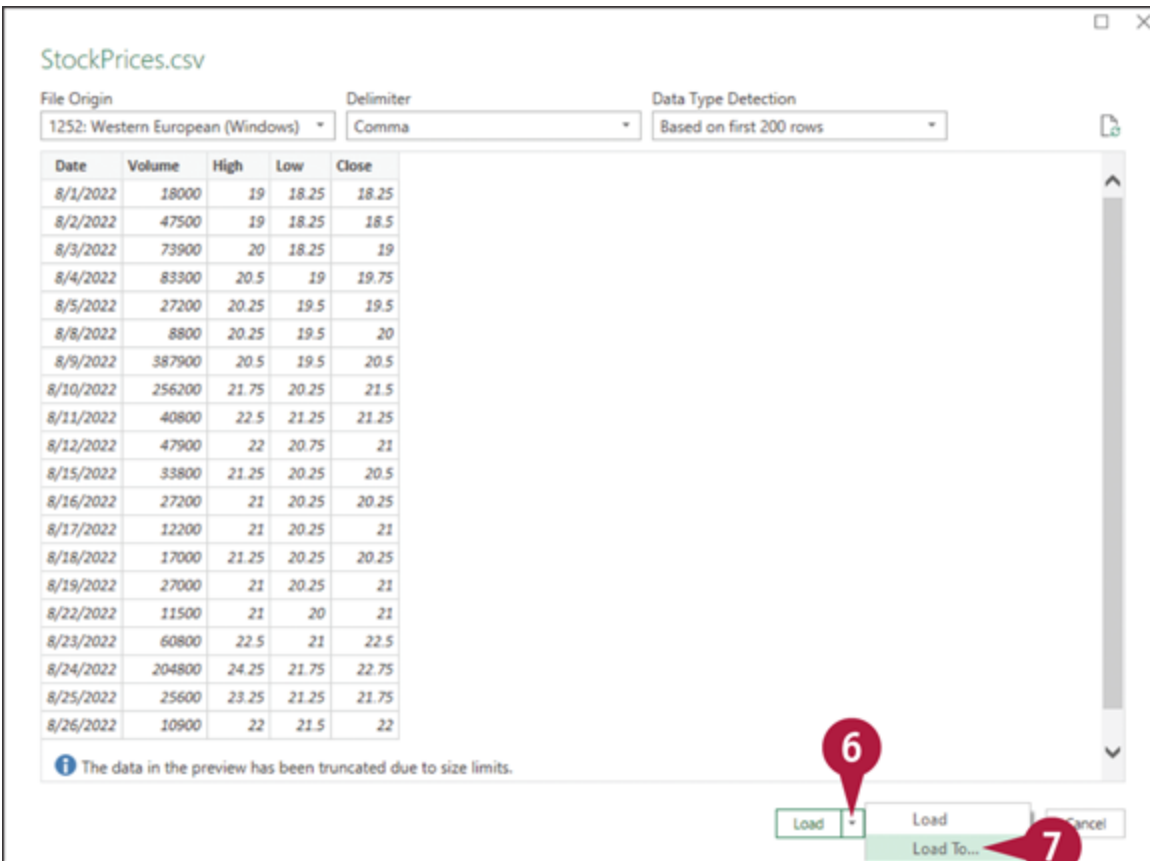 StockPrices.csv
File Origin Delimiter Data Type Detection
1252: Western European (Windows) Comma Based on first 200 rows
Date Volume High Low Close
8/1/2022 18000 19 18.25 18.25
8/2/2022 47500 19 18.25 18.5
8/3/2022 73900 20 18.25 19
8/4/2022 83300 20.5 19 19.75
8/5/2022 27200 20.25 19.5 19.5
8/8/2022 8800 20.25 19.5 20
8/9/2022 387900 20.5 19.5 20.5
8/10/2022 256200 21.75 20.25 21.5
8/11/2022 40800 22.5 21.25 21.25
8/12/2022 47900 22 20.75 21
8/15/2022 33800 21.25 20.25 20.5
8/16/2022 27200 21 20.25 20.25
8/17/2022 12200 21 20.25 21
8/18/2022 17000 21.25 20.25 20.25
8/19/2022 27000 21 20.25 21
8/22/2022 11500 21 20 21
8/23/2022 60800 22.5 21 22.5
8/24/2022 204800 24.25 21.75 22.75
8/25/2022 25600 23.25 21.25 21.75
8/26/2022 10900 22 21.5 22
The data in the preview has been truncated due to size limits.
6
Load Load Cancel
Load To... 7